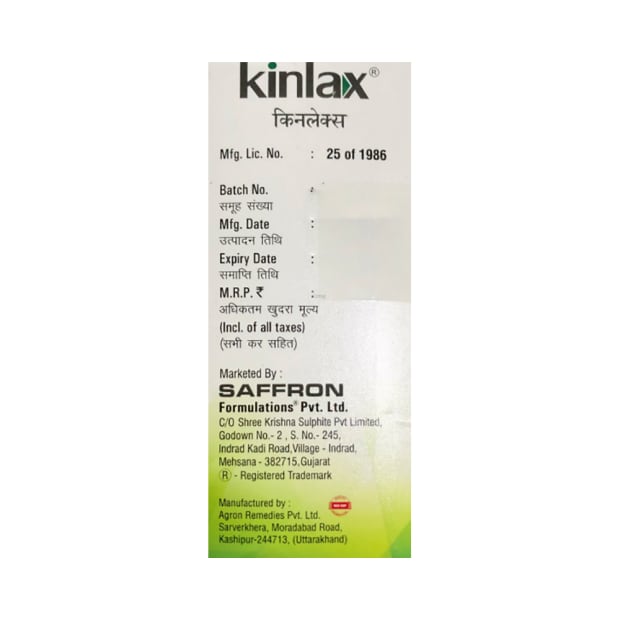 kinlax®
किनलेक्स
Mfg. Lic. No. : 25 of 1986
Batch No. :
समूह संख्या
Mfg. Date :
उत्पादन तिथि
Expiry Date :
समाप्ति तिथि
M.R.P. ₹ :
अधिकतम खुदरा मूल्य
(Incl. of all taxes)
(सभी कर सहित)
Marketed By :
SAFFRON
Formulations® Pvt. Ltd.
C/O Shree Krishna Sulphite Pvt Limited,
Godown No.- 2 , S. No.- 245,
Indrad Kadi Road,Village - Indrad,
Mehsana - 382715,Gujarat
® - Registered Trademark
Manufactured by :
Agron Remedies Pvt. Ltd.
Sarverkhera, Moradabad Road,
Kashipur-244713, (Uttarakhand)